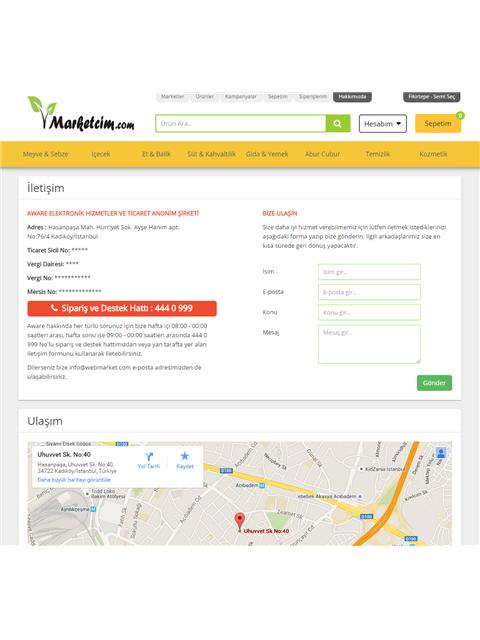 Marketler Ürünler Kampanyalar Sepetim Siparişlerim Hakkımızda Fikirtepe - Semt Seç
Marketcim.com
Ürün Ara..
Hesabım
Sepetim
0
Meyve & Sebze İçecek Et & Balık Süt & Kahvaltılık Gıda & Yemek Abur Cubur Temizlik Kozmetik
İletişim
AWARE ELEKTRONİK HİZMETLER VE TİCARET ANONİM ŞİRKETİ
Adres : Hasanpaşa Mah. Hürriyet Sok. Ayşe Hanım apt.
No:76/4 Kadıköy/İstanbul
Ticaret Sicil No: *****
Vergi Dairesi: ****
Vergi No: ***********
Mersis No: *************
Sipariş ve Destek Hattı : 444 0 999
Aware hakkında her türlü sorunuz için bize hafta içi 08:00 - 00:00
saatleri arası, hafta sonu ise 09:00 - 00:00 saatleri arasında 444 0
999 No'lu sipariş ve destek hattımızdan veya yan tarafta yer alan
iletişim formunu kullanarak iletebilirsiniz.
Dilerseniz bize info@webmarket.com e-posta adresimizden de
ulaşabilirsiniz.
BİZE ULAŞIN
Size daha iyi hizmet verebilmemiz için lütfen iletmek istediklerinizi
aşağıdaki forma yazıp bize gönderin. İlgili arkadaşlarımız size en
kısa sürede geri dönüş yapacaktır.
İsim
İsim gir..
E-posta
E-posta gir..
Konu
Konu gir..
Mesaj
Mesaj gir..
Gönder
Ulaşım
Uhuvvet Sk. No:40
Hasanpaşa, Uhuvvet Sk. No:40,
34722 Kadıköy/İstanbul, Türkiye
Daha büyük haritayı görüntüle
Yol Tarifi
Kaydet
D100
Acıbadem Cd
Günal Sk
KidZania İstanbul
Todd Loko
Bakım Atölyesi
Ayrılıkçeşme
Acıbadem
Akasya Acıbadem
D100
Uhuvvet Sk No:40
D100